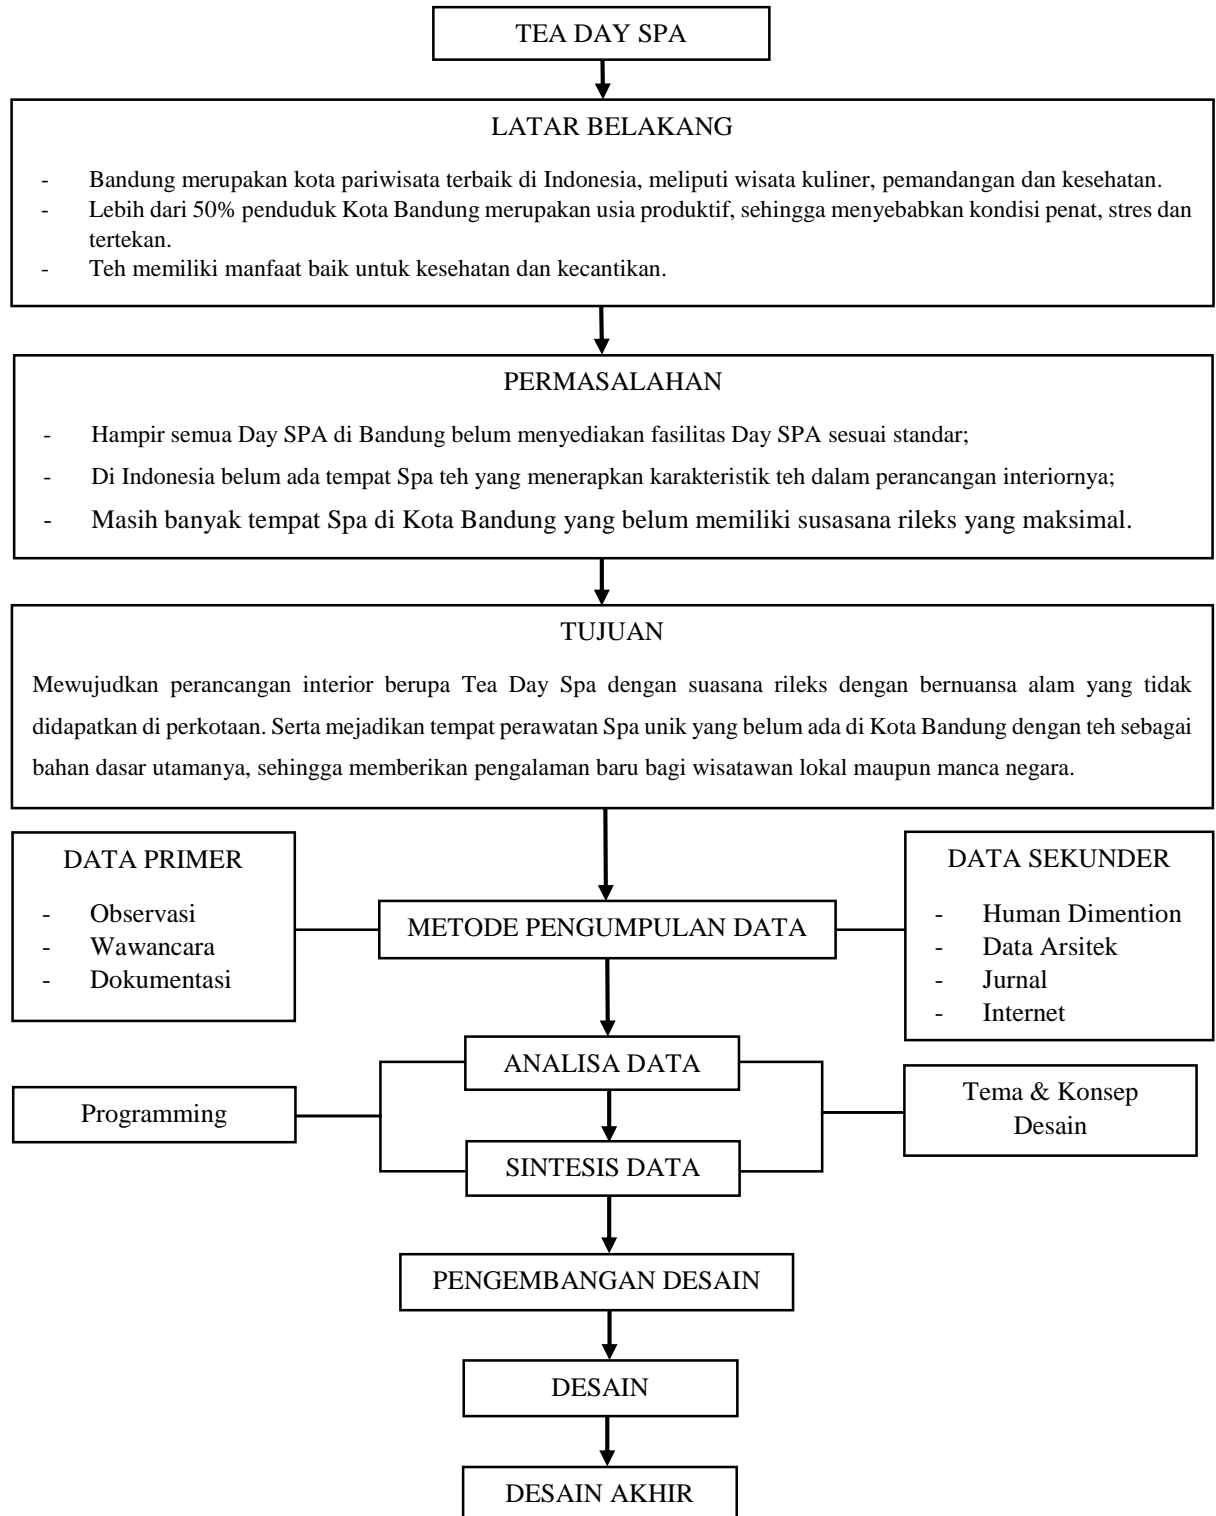 TEA DAY SPA
LATAR BELAKANG
- Bandung merupakan kota pariwisata terbaik di Indonesia, meliputi wisata kuliner, pemandangan dan kesehatan.
- Lebih dari 50% penduduk Kota Bandung merupakan usia produktif, sehingga menyebabkan kondisi penat, stres dan
tertekan.
- Teh memiliki manfaat baik untuk kesehatan dan kecantikan.
PERMASALAHAN
- Hampir semua Day SPA di Bandung belum menyediakan fasilitas Day SPA sesuai standar;
- Di Indonesia belum ada tempat Spa teh yang menerapkan karakteristik teh dalam perancangan interiornya;
- Masih banyak tempat Spa di Kota Bandung yang belum memiliki susasana rileks yang maksimal.
TUJUAN
Mewujudkan perancangan interior berupa Tea Day Spa dengan suasana rileks dengan bernuansa alam yang tidak
didapatkan di perkotaan. Serta mejadikan tempat perawatan Spa unik yang belum ada di Kota Bandung dengan teh sebagai
bahan dasar utamanya, sehingga memberikan pengalaman baru bagi wisatawan lokal maupun manca negara.
DATA PRIMER
- Observasi
- Wawancara
- Dokumentasi
METODE PENGUMPULAN DATA
DATA SEKUNDER
- Human Dimention
- Data Arsitek
- Jurnal
- Internet
ANALISA DATA
Programming
Tema & Konsep
Desain
SINTESIS DATA
PENGEMBANGAN DESAIN
DESAIN
DESAIN AKHIR